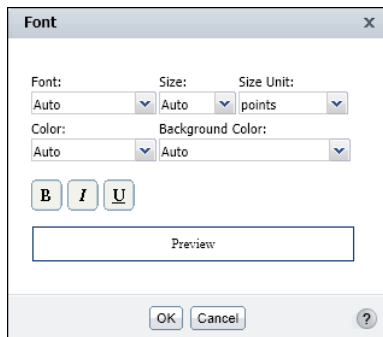 Font x
Font: Size: Size Unit:
Auto Auto points
Color: Background Color:
Auto Auto
B I U
Preview
OK Cancel ?